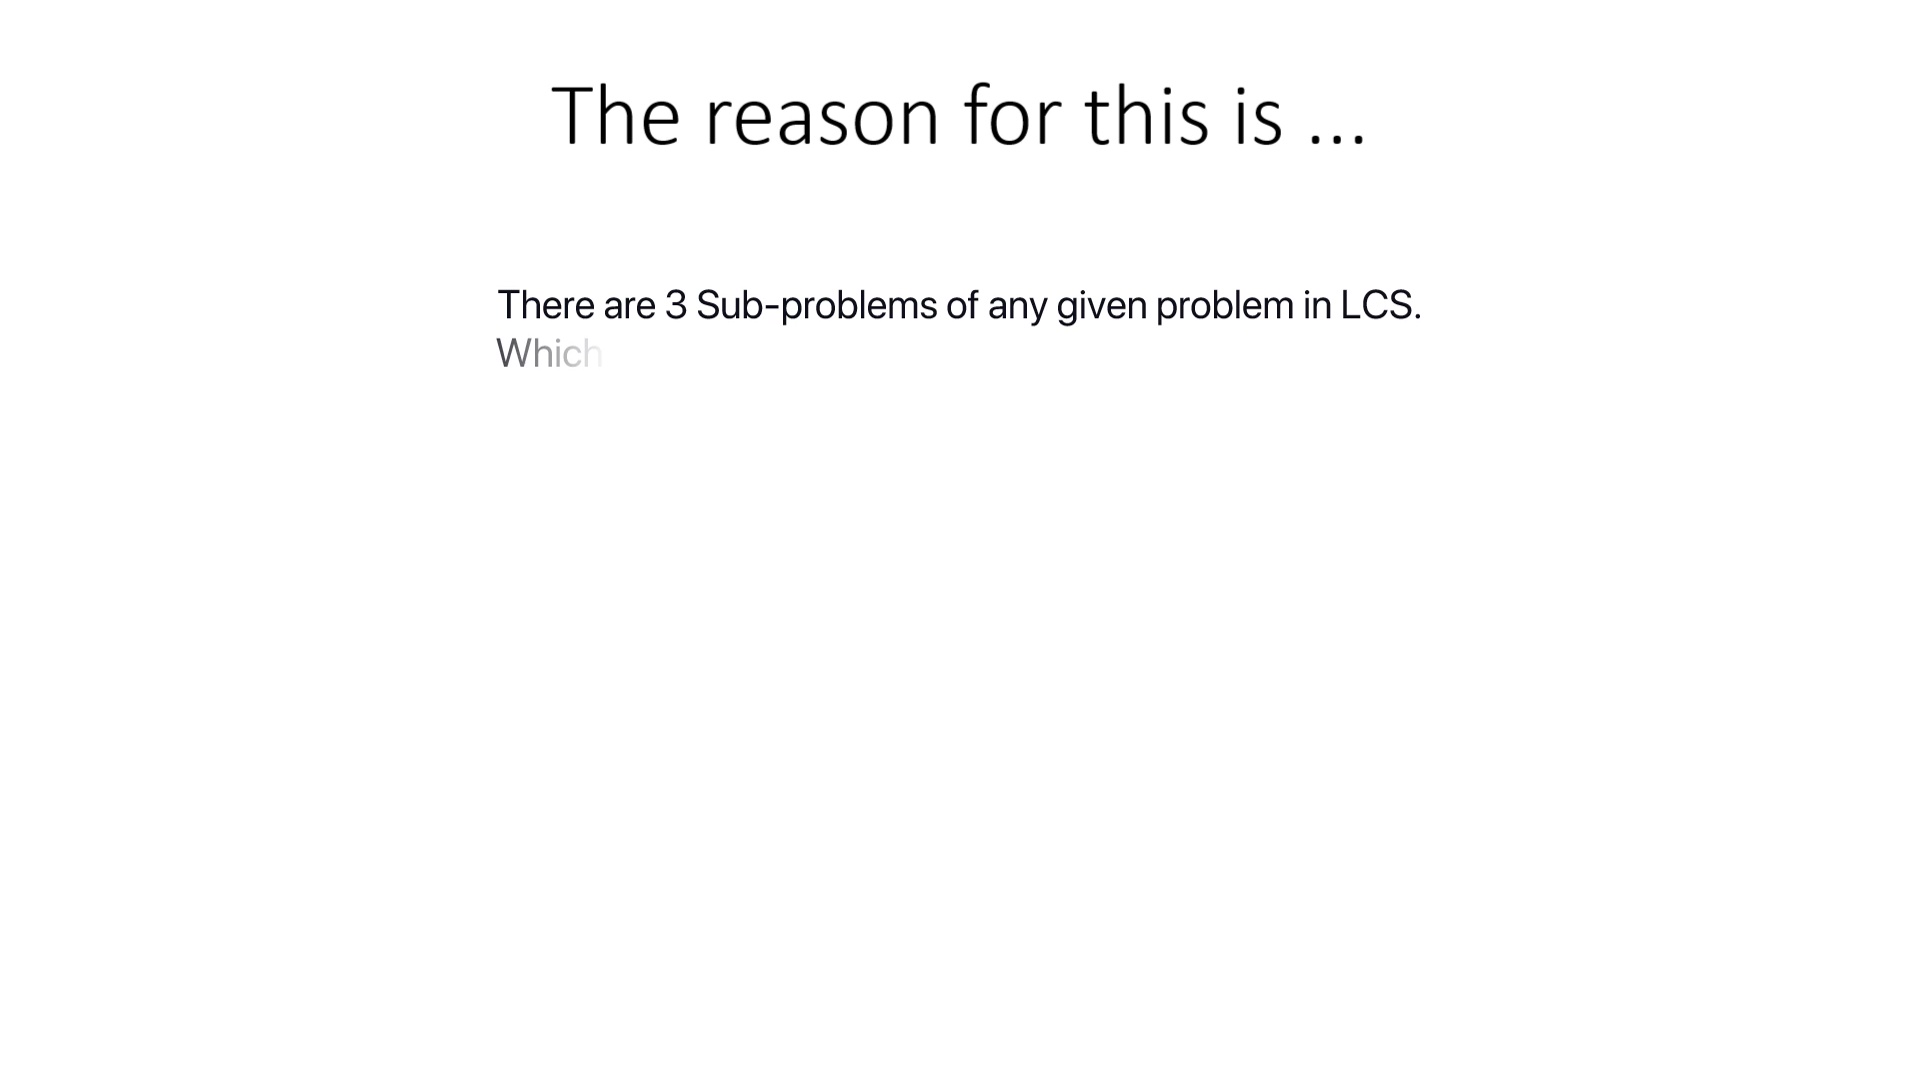 The reason for this is ...
There are 3 Sub-problems of any given problem in LCS.
Which